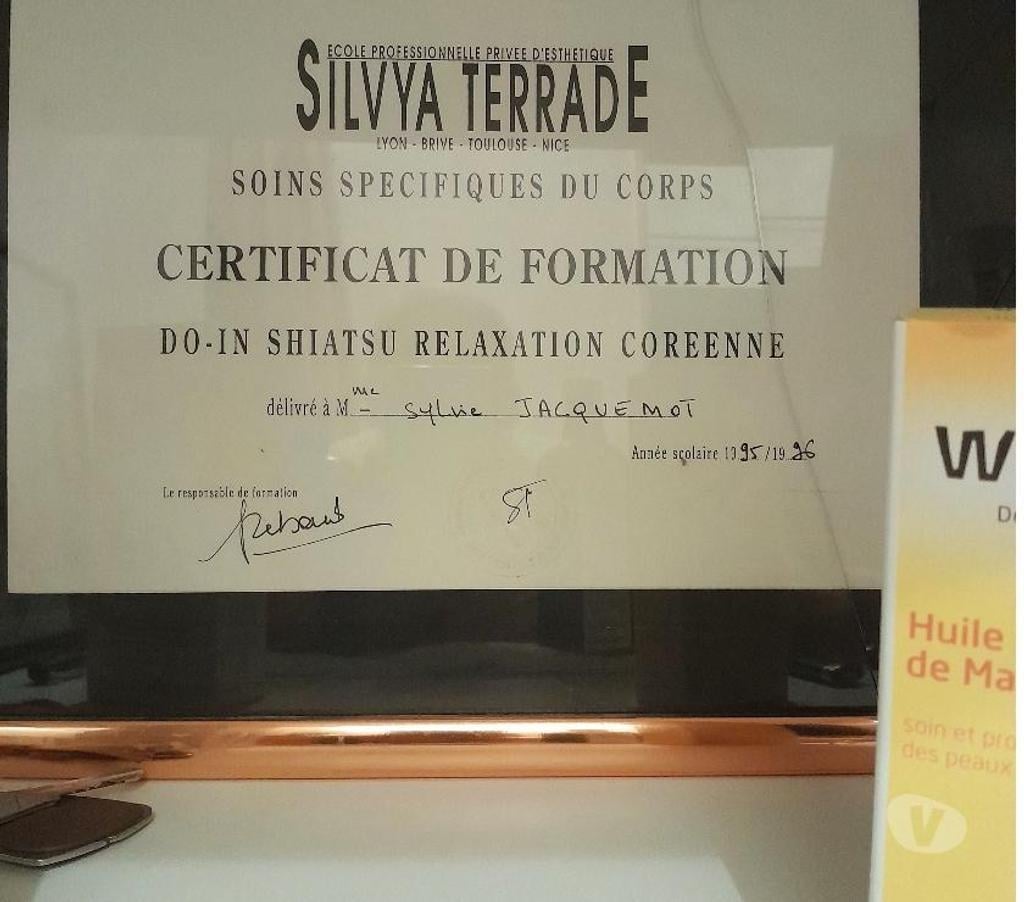 ECOLE PROFESSIONNELLE PRIVEE D'ESTHETIQUE
SILVYA TERRADE
LYON - BRIVE - TOULOUSE - NICE
SOINS SPECIFIQUES DU CORPS
CERTIFICAT DE FORMATION
DO-IN SHIATSU RELAXATION COREENNE
délivré à Mme Sylvie JACQUEMOT
Année scolaire 1995/1996
Le responsable de formation
ST
W
De
Huile
de Ma
soin et pro
des peaux
V